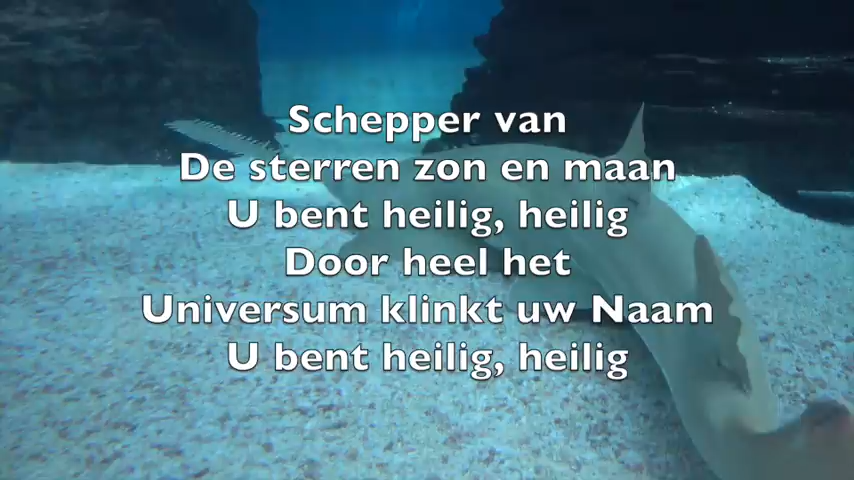 Schepper van
De sterren zon en maan
U bent heilig, heilig
Door heel het
Universum klinkt uw Naam
U bent heilig, heilig